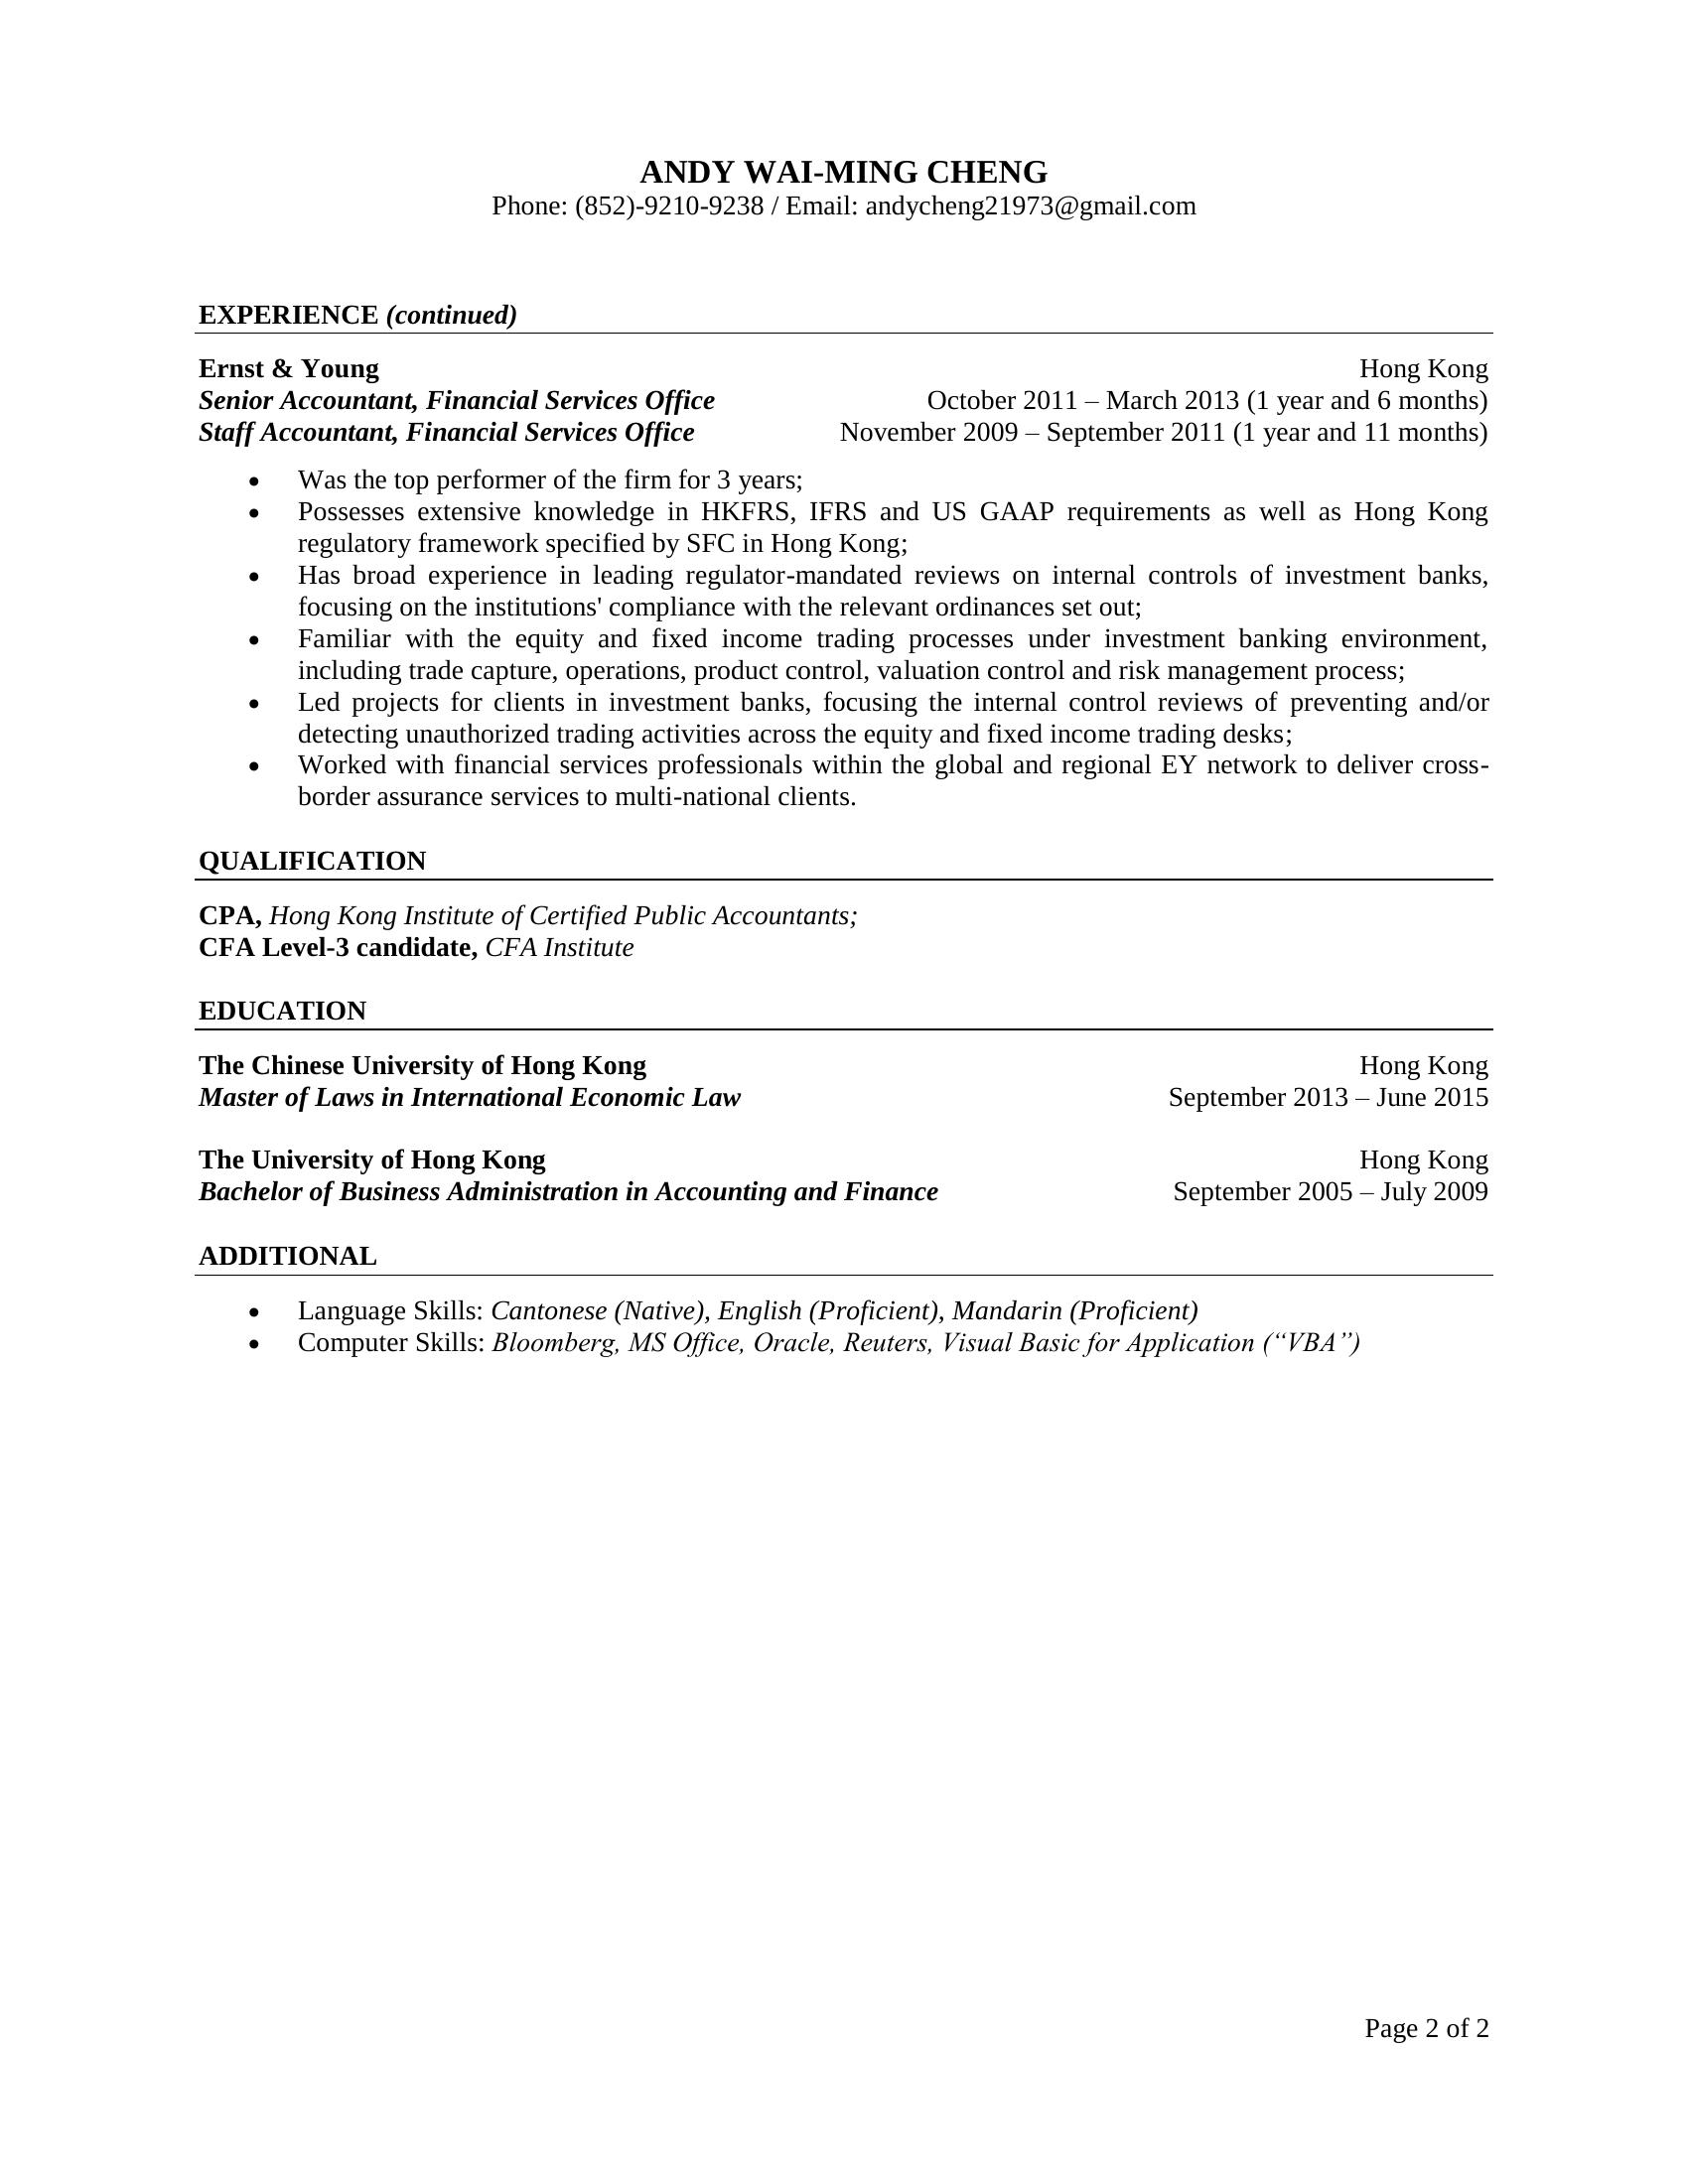 ANDY WAI-MING CHENG
Phone: (852)-9210-9238 / Email: andycheng21973@gmail.com
EXPERIENCE (continued)
Ernst & Young Hong Kong
Senior Accountant, Financial Services Office October 2011 – March 2013 (1 year and 6 months)
Staff Accountant, Financial Services Office November 2009 – September 2011 (1 year and 11 months)
• Was the top performer of the firm for 3 years;
• Possesses extensive knowledge in HKFRS, IFRS and US GAAP requirements as well as Hong Kong
regulatory framework specified by SFC in Hong Kong;
• Has broad experience in leading regulator-mandated reviews on internal controls of investment banks,
focusing on the institutions' compliance with the relevant ordinances set out;
• Familiar with the equity and fixed income trading processes under investment banking environment,
including trade capture, operations, product control, valuation control and risk management process;
• Led projects for clients in investment banks, focusing the internal control reviews of preventing and/or
detecting unauthorized trading activities across the equity and fixed income trading desks;
• Worked with financial services professionals within the global and regional EY network to deliver cross-
border assurance services to multi-national clients.
QUALIFICATION
CPA, Hong Kong Institute of Certified Public Accountants;
CFA Level-3 candidate, CFA Institute
EDUCATION
The Chinese University of Hong Kong Hong Kong
Master of Laws in International Economic Law September 2013 – June 2015
The University of Hong Kong Hong Kong
Bachelor of Business Administration in Accounting and Finance September 2005 – July 2009
ADDITIONAL
• Language Skills: Cantonese (Native), English (Proficient), Mandarin (Proficient)
• Computer Skills: Bloomberg, MS Office, Oracle, Reuters, Visual Basic for Application (“VBA”)
Page 2 of 2